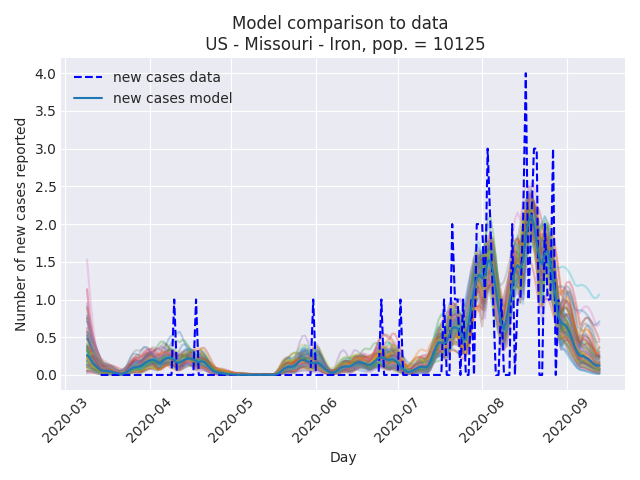 Model comparison to data
US - Missouri - Iron, pop. = 10125
new cases data
new cases model
Number of new cases reported
4.0
3.5
3.0
2.5
2.0
1.5
1.0
0.5
0.0
2020-03
2020-04
2020-05
2020-06
2020-07
2020-08
2020-09
Day